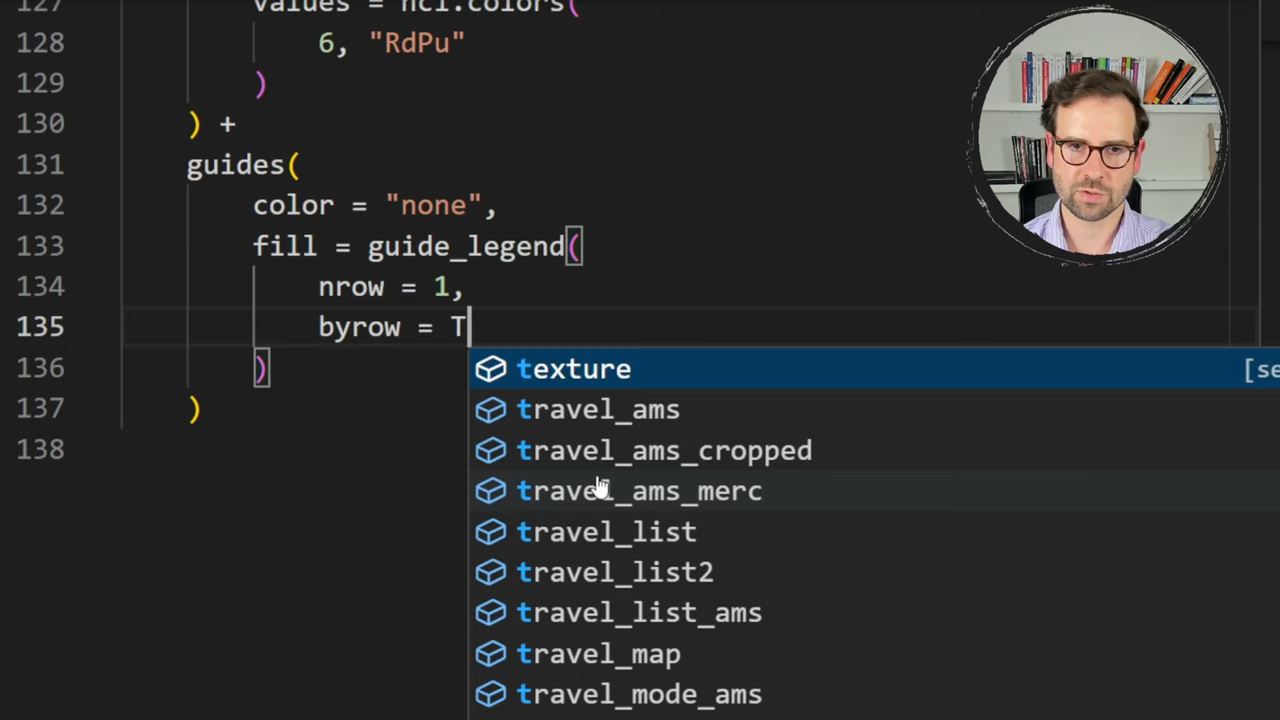 127 values = hcl.colors(
128 6, "RdPu"
129 )
130 ) +
131 guides(
132 color = "none",
133 fill = guide_legend(
134 nrow = 1,
135 byrow = T
136 )
137 )
138
texture [se
travel_ams
travel_ams_cropped
travel_ams_merc
travel_list
travel_list2
travel_list_ams
travel_map
travel_mode_ams